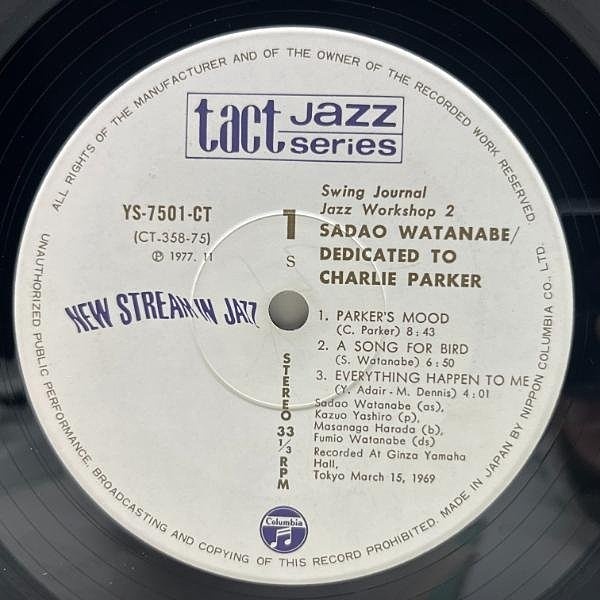 ALL RIGHTS OF THE MANUFACTURER AND OF THE OWNER OF THE RECORDED WORK RESERVED.
tact Jazz
series
Swing Journal
Jazz Workshop 2
YS-7501-CT
1
SADAO WATANABE/
(CT-358-75)
S
DEDICATED TO
℗ 1977. 11
CHARLIE PARKER
NEW STREAM IN JAZZ
1. PARKER'S MOOD
(C. Parker) 8:43
2. A SONG FOR BIRD
(S. Watanabe) 6:50
3. EVERYTHING HAPPEN TO ME
(Y. Adair - M. Dennis) 4:01
Sadao Watanabe (as),
Kazuo Yashiro (p),
Masanaga Harada (b),
Fumio Watanabe (ds)
Recorded At Ginza Yamaha
Hall,
Tokyo March 15, 1969
STEREO 33 1/3 RPM
Columbia
UNAUTHORIZED PUBLIC PERFORMANCE, BROADCASTING AND COPYING OF THIS RECORD PROHIBITED. MADE IN JAPAN BY NIPPON COLUMBIA CO., LTD.